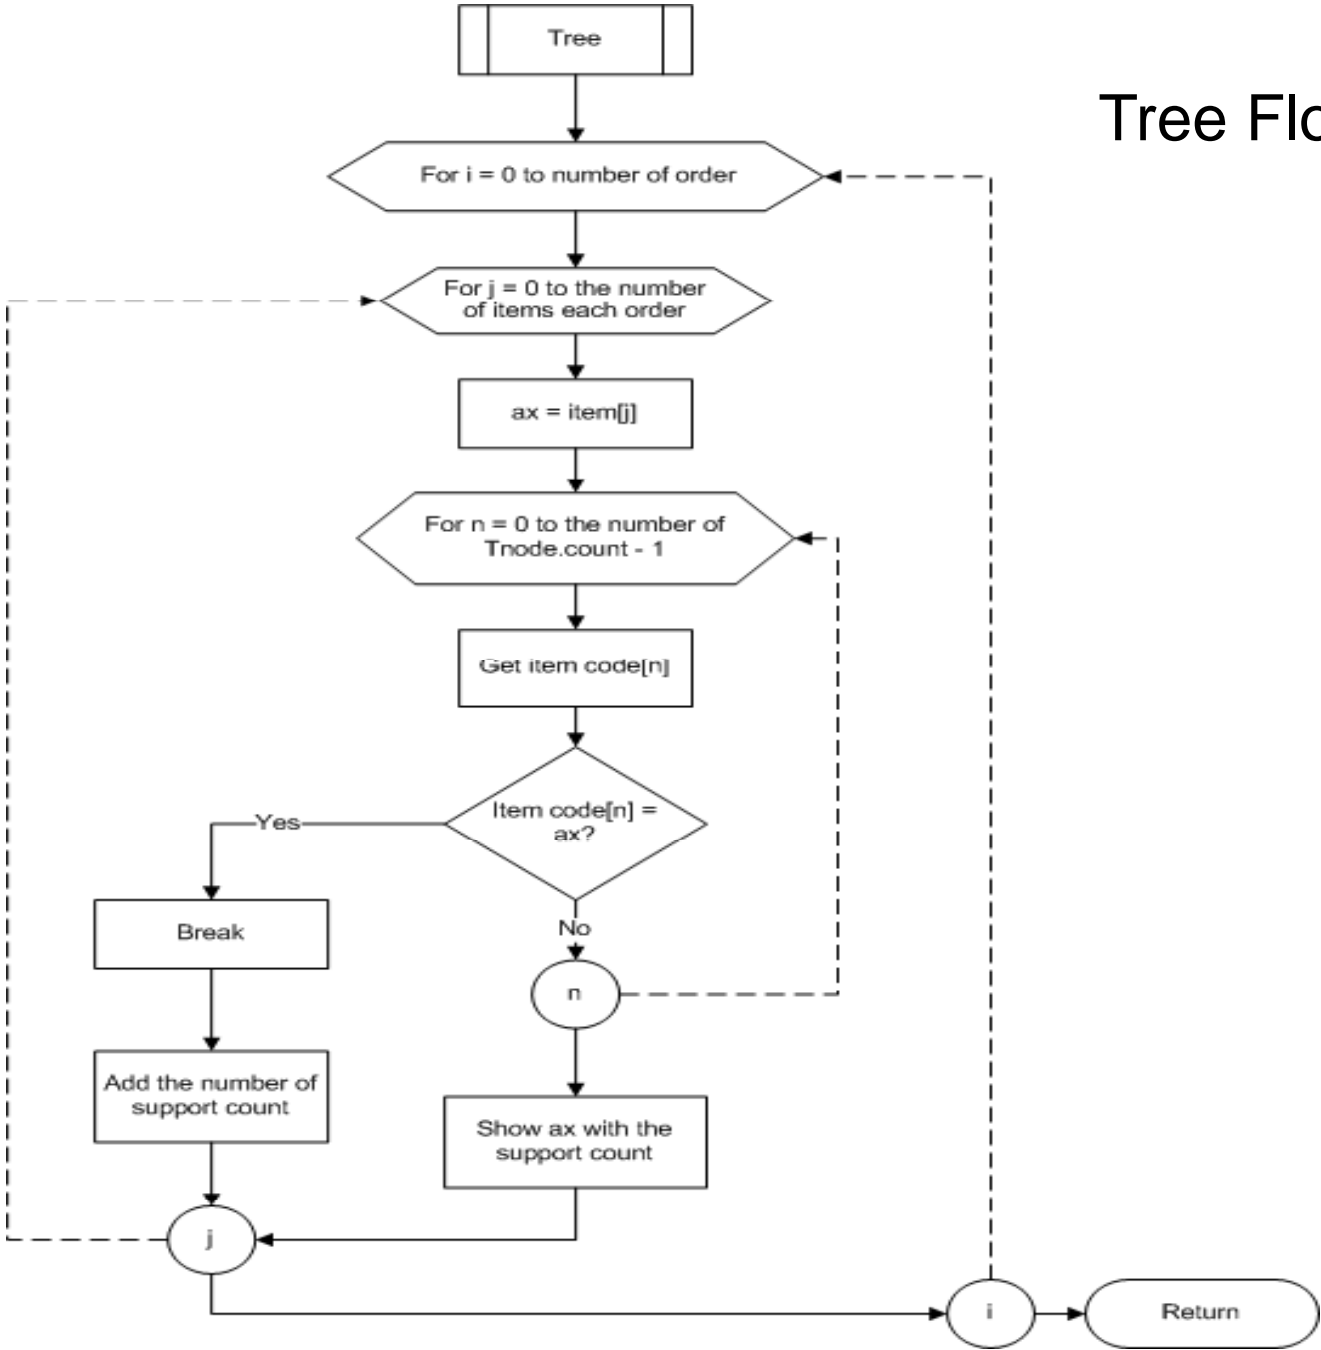 Tree
Tree Flo
For i = 0 to number of order
For j = 0 to the number
of items each order
ax = item[j]
For n = 0 to the number of
Tnode.count - 1
Get item code[n]
Item code[n] =
ax?
Yes
Break
No
n
Add the number of
support count
Show ax with the
support count
j
i
Return